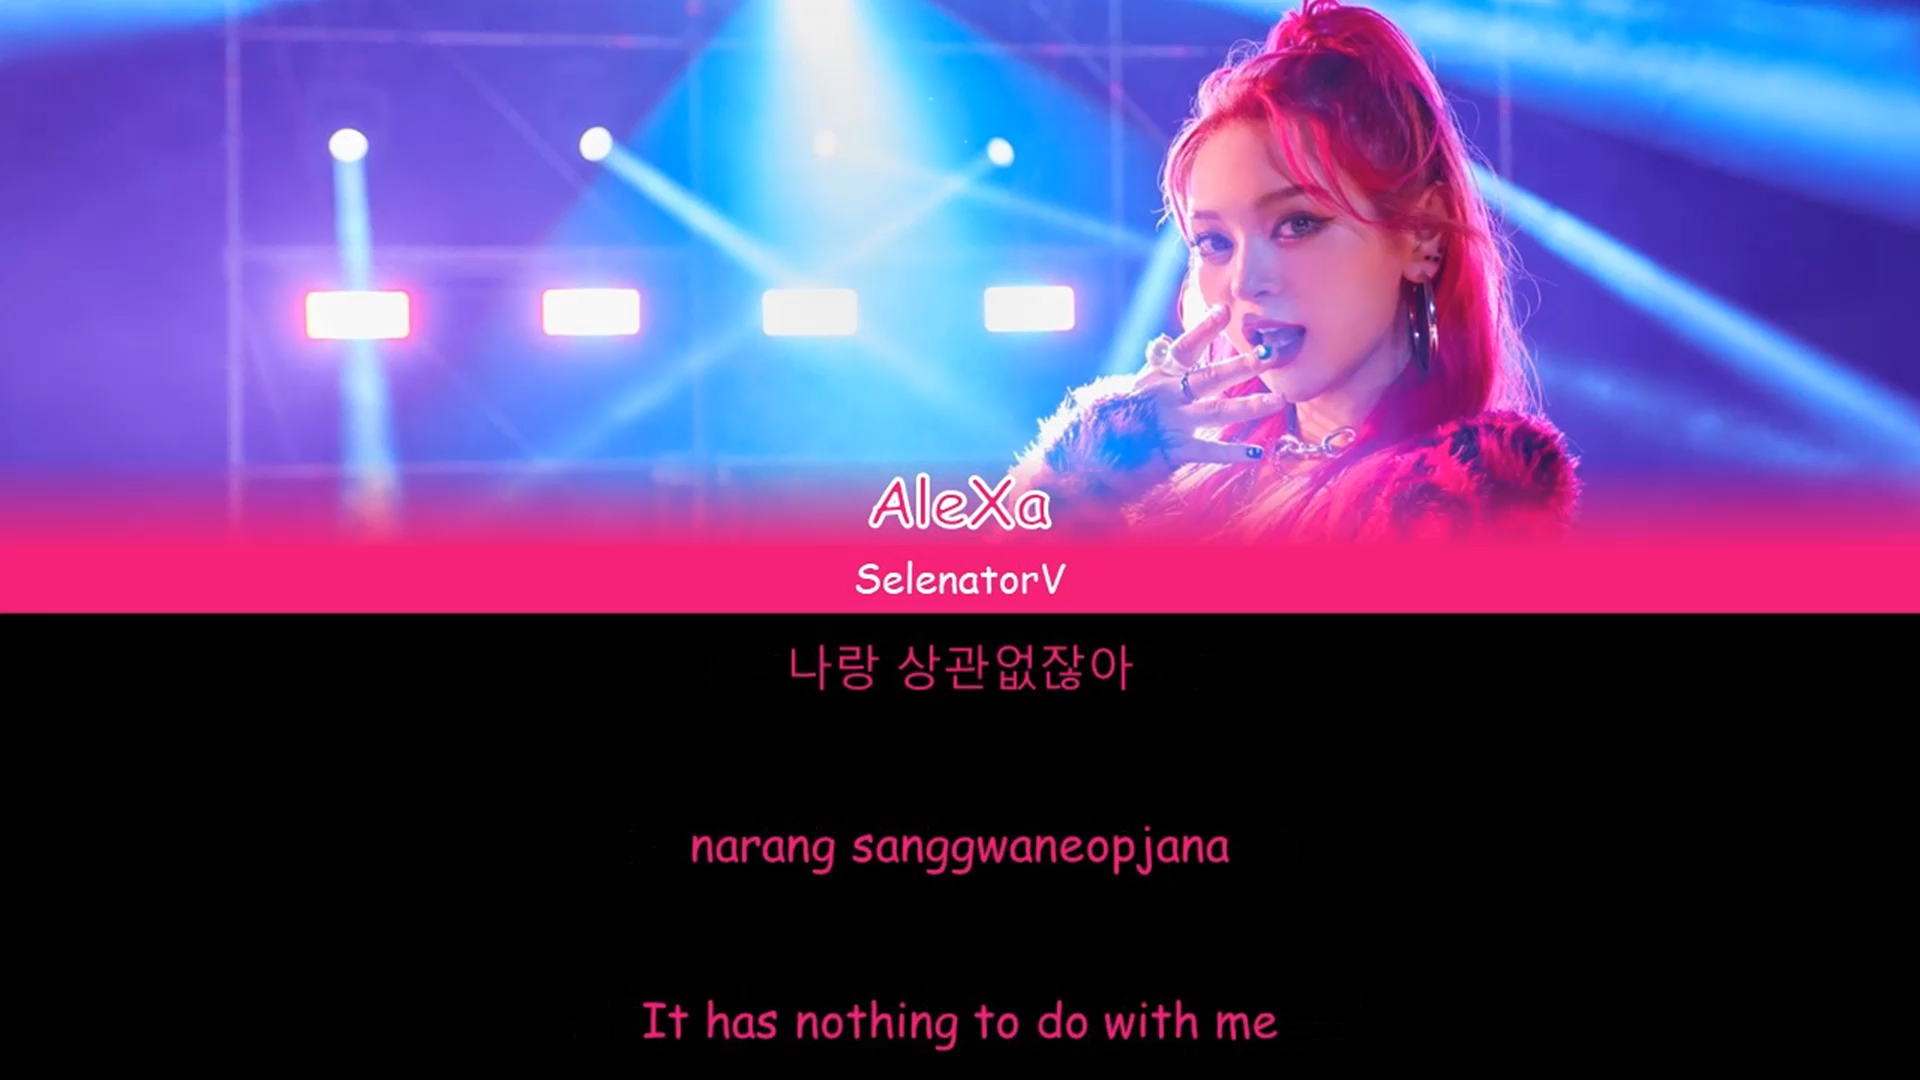 AleXa
SelenatorV
나랑 상관없잖아
narang sanggwaneopjana
It has nothing to do with me